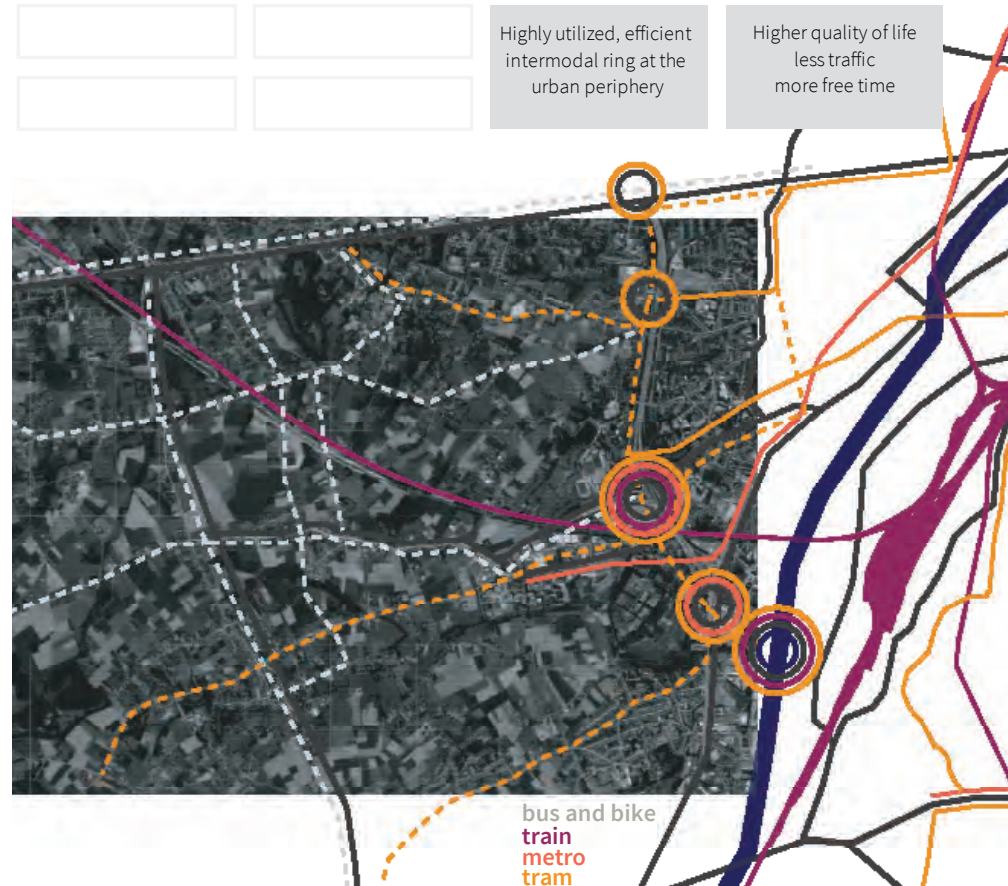 Highly utilized, efficient
intermodal ring at the
urban periphery
Higher quality of life
less traffic
more free time
bus and bike
train
metro
tram